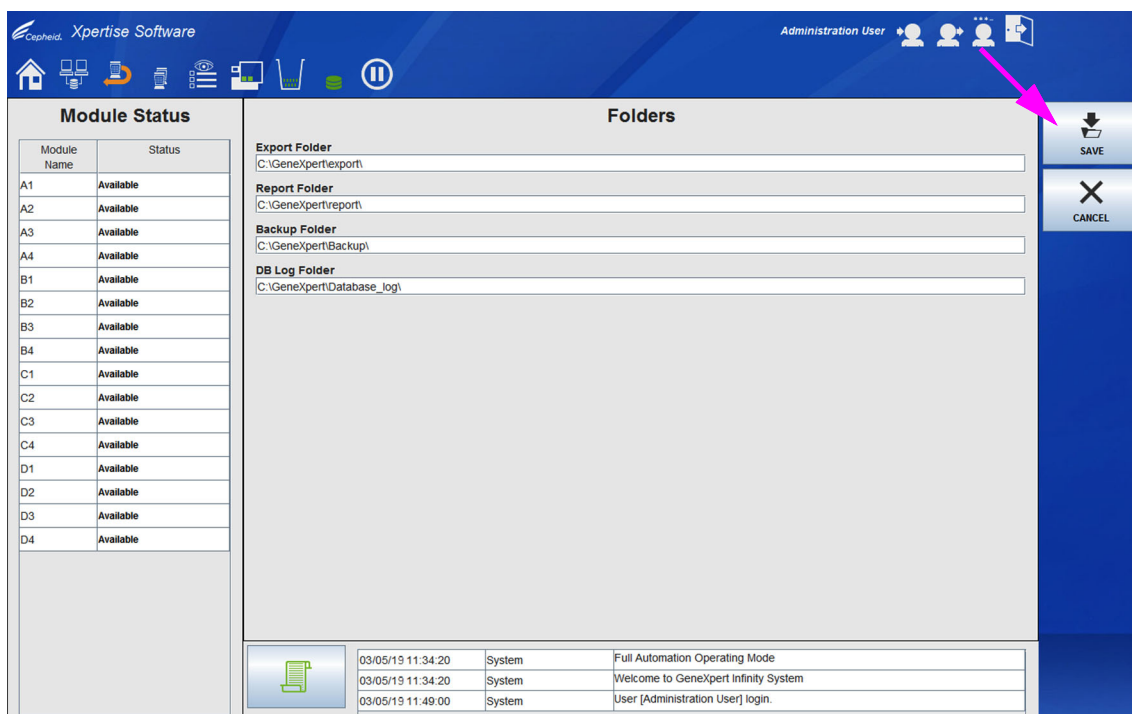 Cepheid. Xpertise Software
Administration User
Module Status
Module Name
Status
A1 Available
A2 Available
A3 Available
A4 Available
B1 Available
B2 Available
B3 Available
B4 Available
C1 Available
C2 Available
C3 Available
C4 Available
D1 Available
D2 Available
D3 Available
D4 Available
Folders
Export Folder
C:\GeneXpert\export\
Report Folder
C:\GeneXpert\report\
Backup Folder
C:\GeneXpert\Backup\
DB Log Folder
C:\GeneXpert\Database_log\
SAVE
CANCEL
03/05/19 11:34:20 System Full Automation Operating Mode
03/05/19 11:34:20 System Welcome to GeneXpert Infinity System
03/05/19 11:49:00 System User [Administration User] login.